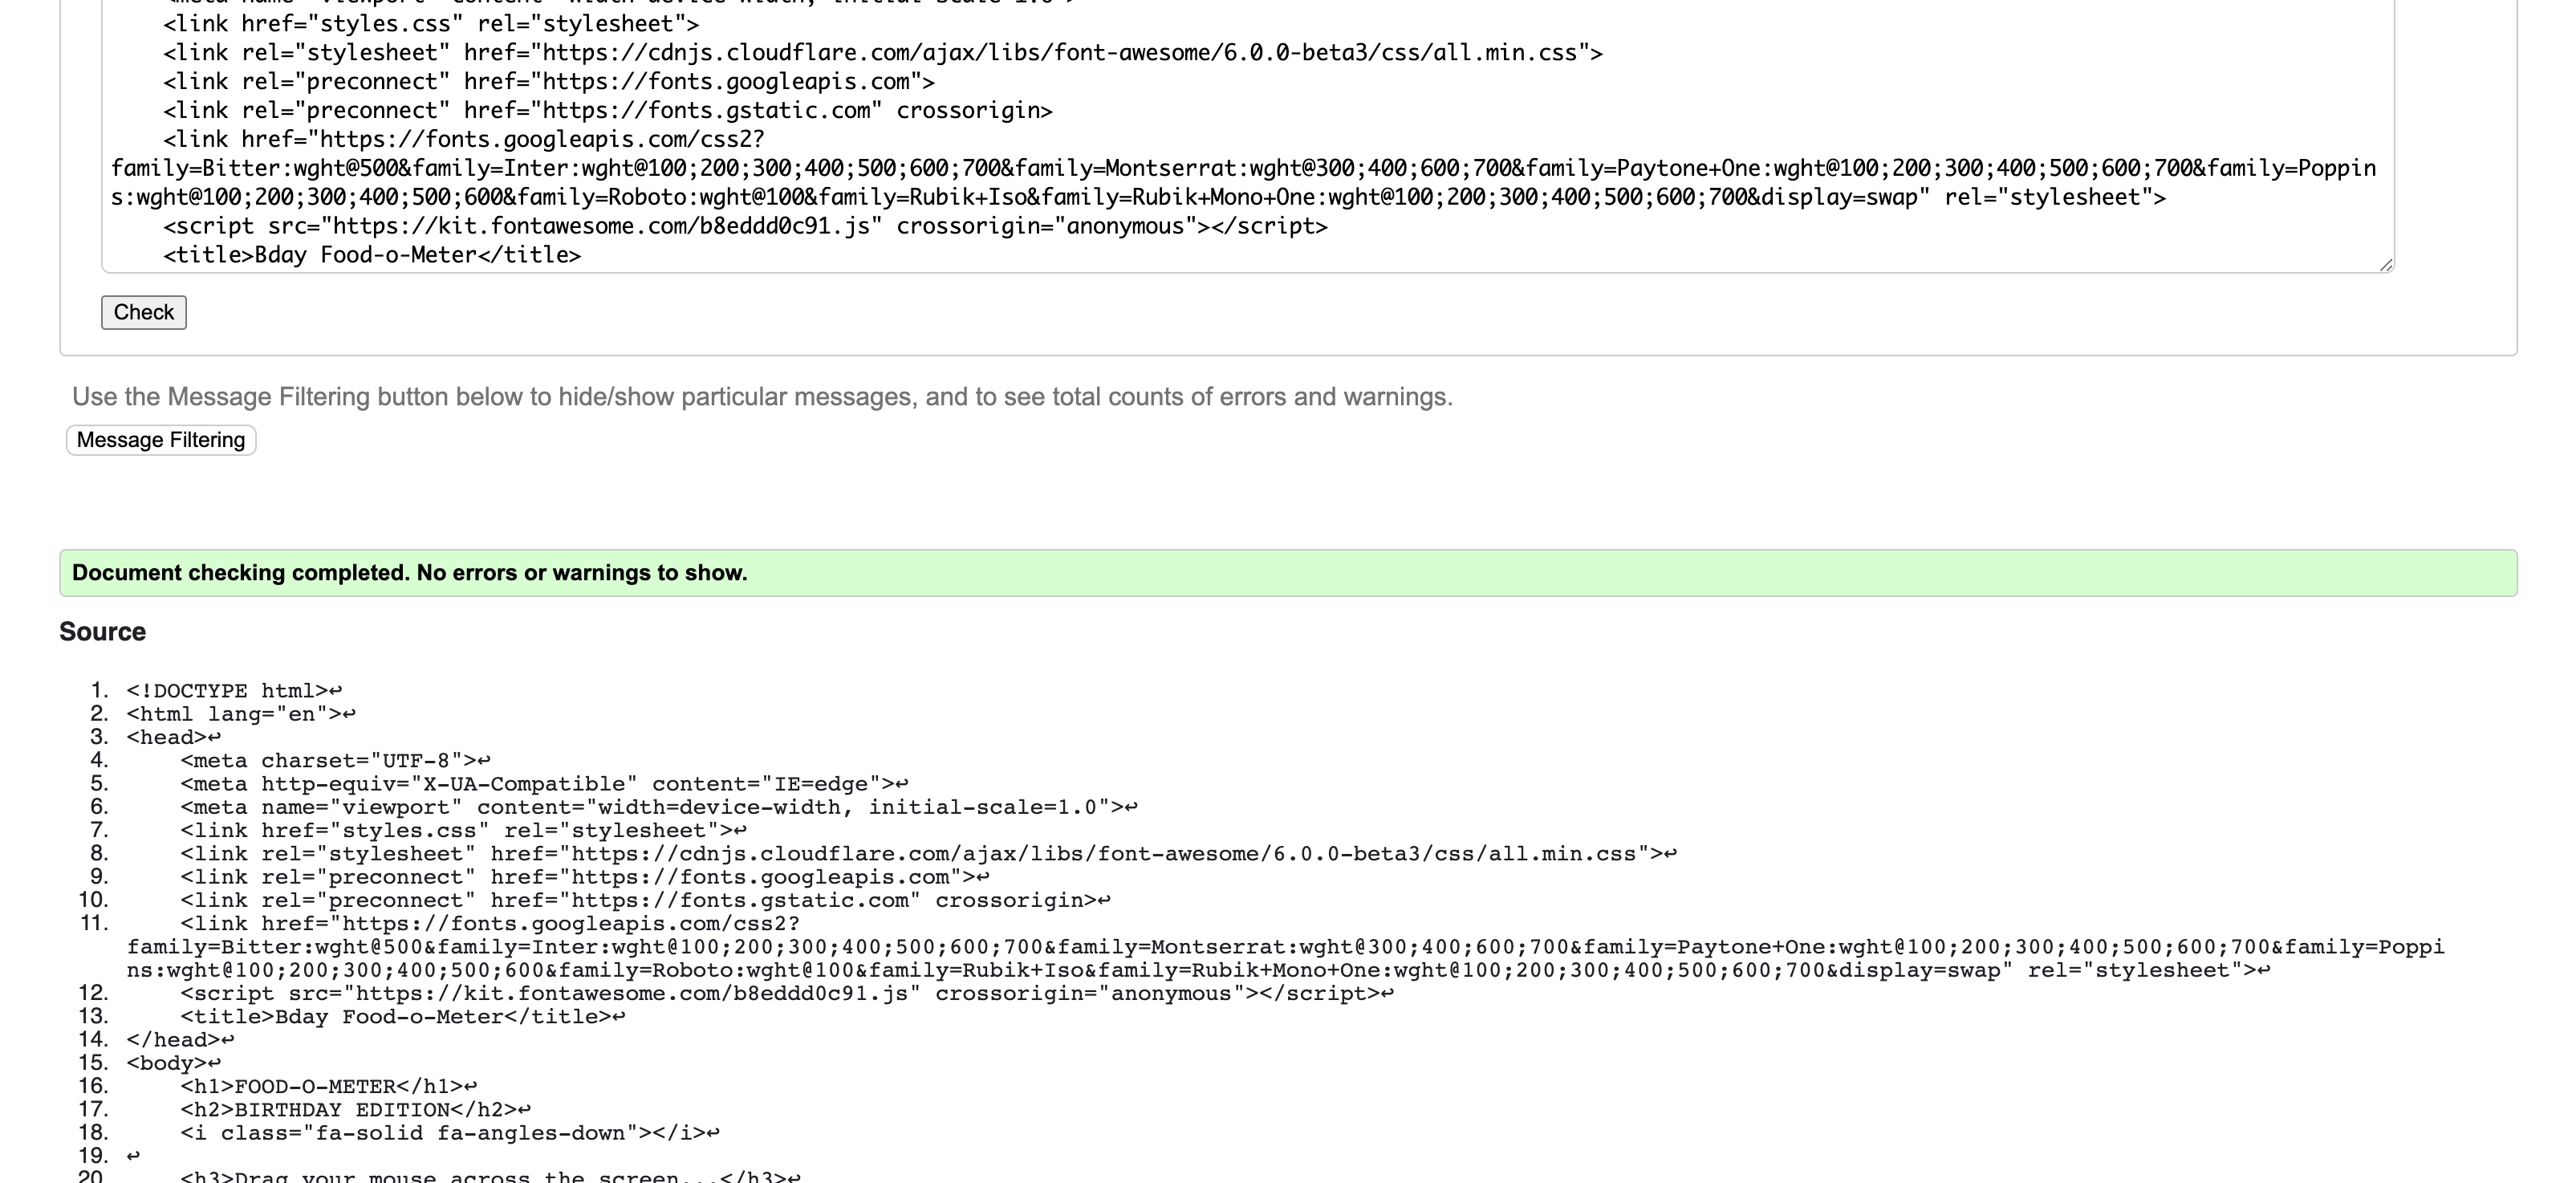 <meta name="viewport" content="width=device-width, initial-scale=1.0">
<link href="styles.css" rel="stylesheet">
<link rel="stylesheet" href="https://cdnjs.cloudflare.com/ajax/libs/font-awesome/6.0.0-beta3/css/all.min.css">
<link rel="preconnect" href="https://fonts.googleapis.com">
<link rel="preconnect" href="https://fonts.gstatic.com" crossorigin>
<link href="https://fonts.googleapis.com/css2?
family=Bitter:wght@500&family=Inter:wght@100;200;300;400;500;600;700&family=Montserrat:wght@300;400;600;700&family=Paytone+One:wght@100;200;300;400;500;600;700&family=Poppin
s:wght@100;200;300;400;500;600&family=Roboto:wght@100&family=Rubik+Iso&family=Rubik+Mono+One:wght@100;200;300;400;500;600;700&display=swap" rel="stylesheet">
<script src="https://kit.fontawesome.com/b8eddd0c91.js" crossorigin="anonymous"></script>
<title>Bday Food-o-Meter</title>
Check
Use the Message Filtering button below to hide/show particular messages, and to see total counts of errors and warnings.
Message Filtering
Document checking completed. No errors or warnings to show.
Source
1. <!DOCTYPE html>↩
2. <html lang="en">↩
3. <head>↩
4. <meta charset="UTF-8">↩
5. <meta http-equiv="X-UA-Compatible" content="IE=edge">↩
6. <meta name="viewport" content="width=device-width, initial-scale=1.0">↩
7. <link href="styles.css" rel="stylesheet">↩
8. <link rel="stylesheet" href="https://cdnjs.cloudflare.com/ajax/libs/font-awesome/6.0.0-beta3/css/all.min.css">↩
9. <link rel="preconnect" href="https://fonts.googleapis.com">↩
10. <link rel="preconnect" href="https://fonts.gstatic.com" crossorigin>↩
11. <link href="https://fonts.googleapis.com/css2?
family=Bitter:wght@500&family=Inter:wght@100;200;300;400;500;600;700&family=Montserrat:wght@300;400;600;700&family=Paytone+One:wght@100;200;300;400;500;600;700&family=Poppi
ns:wght@100;200;300;400;500;600&family=Roboto:wght@100&family=Rubik+Iso&family=Rubik+Mono+One:wght@100;200;300;400;500;600;700&display=swap" rel="stylesheet">↩
12. <script src="https://kit.fontawesome.com/b8eddd0c91.js" crossorigin="anonymous"></script>↩
13. <title>Bday Food-o-Meter</title>↩
14. </head>↩
15. <body>↩
16. <h1>FOOD-O-METER</h1>↩
17. <h2>BIRTHDAY EDITION</h2>↩
18. <i class="fa-solid fa-angles-down"></i>↩
19. ↩
20. <h3>Drag your mouse across the screen...</h3>↩